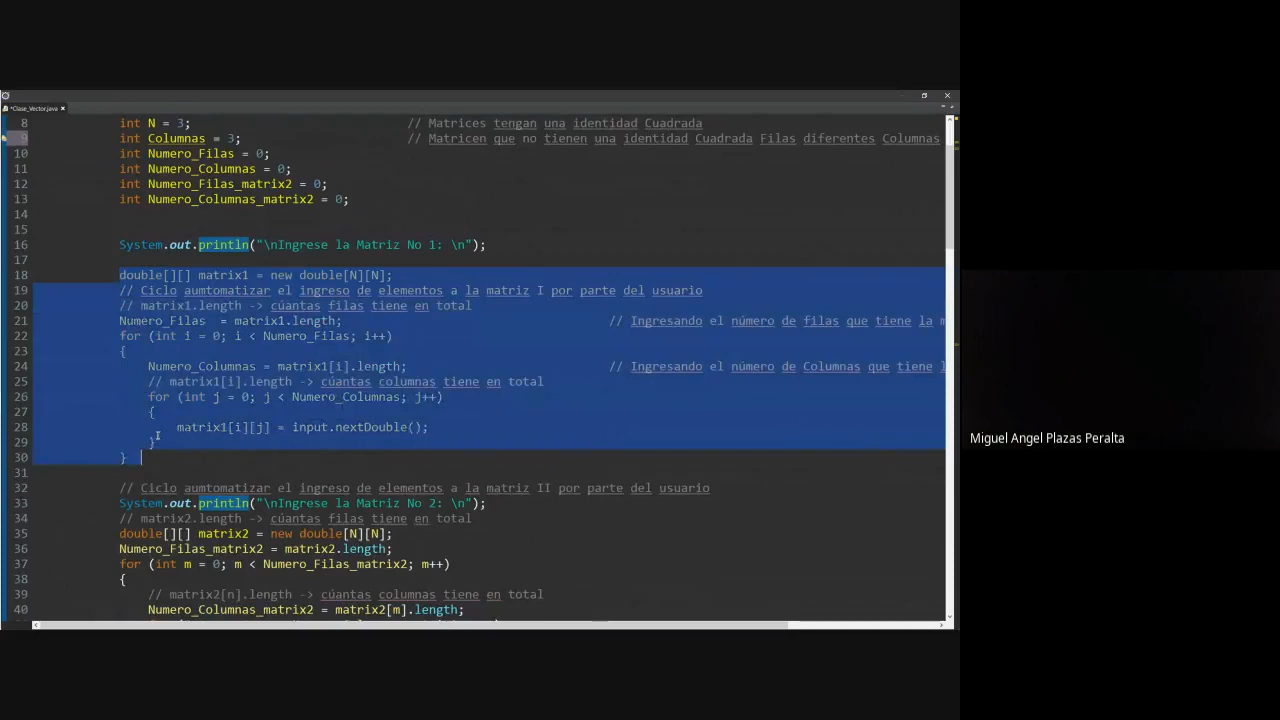 *Clase_Vector.java
8 int N = 3; // Matrices tengan una identidad Cuadrada
9 int Columnas = 3; // Matricen que no tienen una identidad Cuadrada Filas diferentes Columnas
10 int Numero_Filas = 0;
11 int Numero_Columnas = 0;
12 int Numero_Filas_matrix2 = 0;
13 int Numero_Columnas_matrix2 = 0;
14
15
16 System.out.println("\nIngrese la Matriz No 1: \n");
17
18 double[][] matrix1 = new double[N][N];
19 // Ciclo aumtomatizar el ingreso de elementos a la matriz I por parte del usuario
20 // matrix1.length -> cúantas filas tiene en total
21 Numero_Filas = matrix1.length; // Ingresando el número de filas que tiene la m
22 for (int i = 0; i < Numero_Filas; i++)
23 {
24 Numero_Columnas = matrix1[i].length; // Ingresando el número de Columnas que tiene l
25 // matrix1[i].length -> cúantas columnas tiene en total
26 for (int j = 0; j < Numero_Columnas; j++)
27 {
28 matrix1[i][j] = input.nextDouble();
29 }
30 }
31
32 // Ciclo aumtomatizar el ingreso de elementos a la matriz II por parte del usuario
33 System.out.println("\nIngrese la Matriz No 2: \n");
34 // matrix2.length -> cúantas filas tiene en total
35 double[][] matrix2 = new double[N][N];
36 Numero_Filas_matrix2 = matrix2.length;
37 for (int m = 0; m < Numero_Filas_matrix2; m++)
38 {
39 // matrix2[n].length -> cúantas columnas tiene en total
40 Numero_Columnas_matrix2 = matrix2[m].length;
Miguel Angel Plazas Peralta